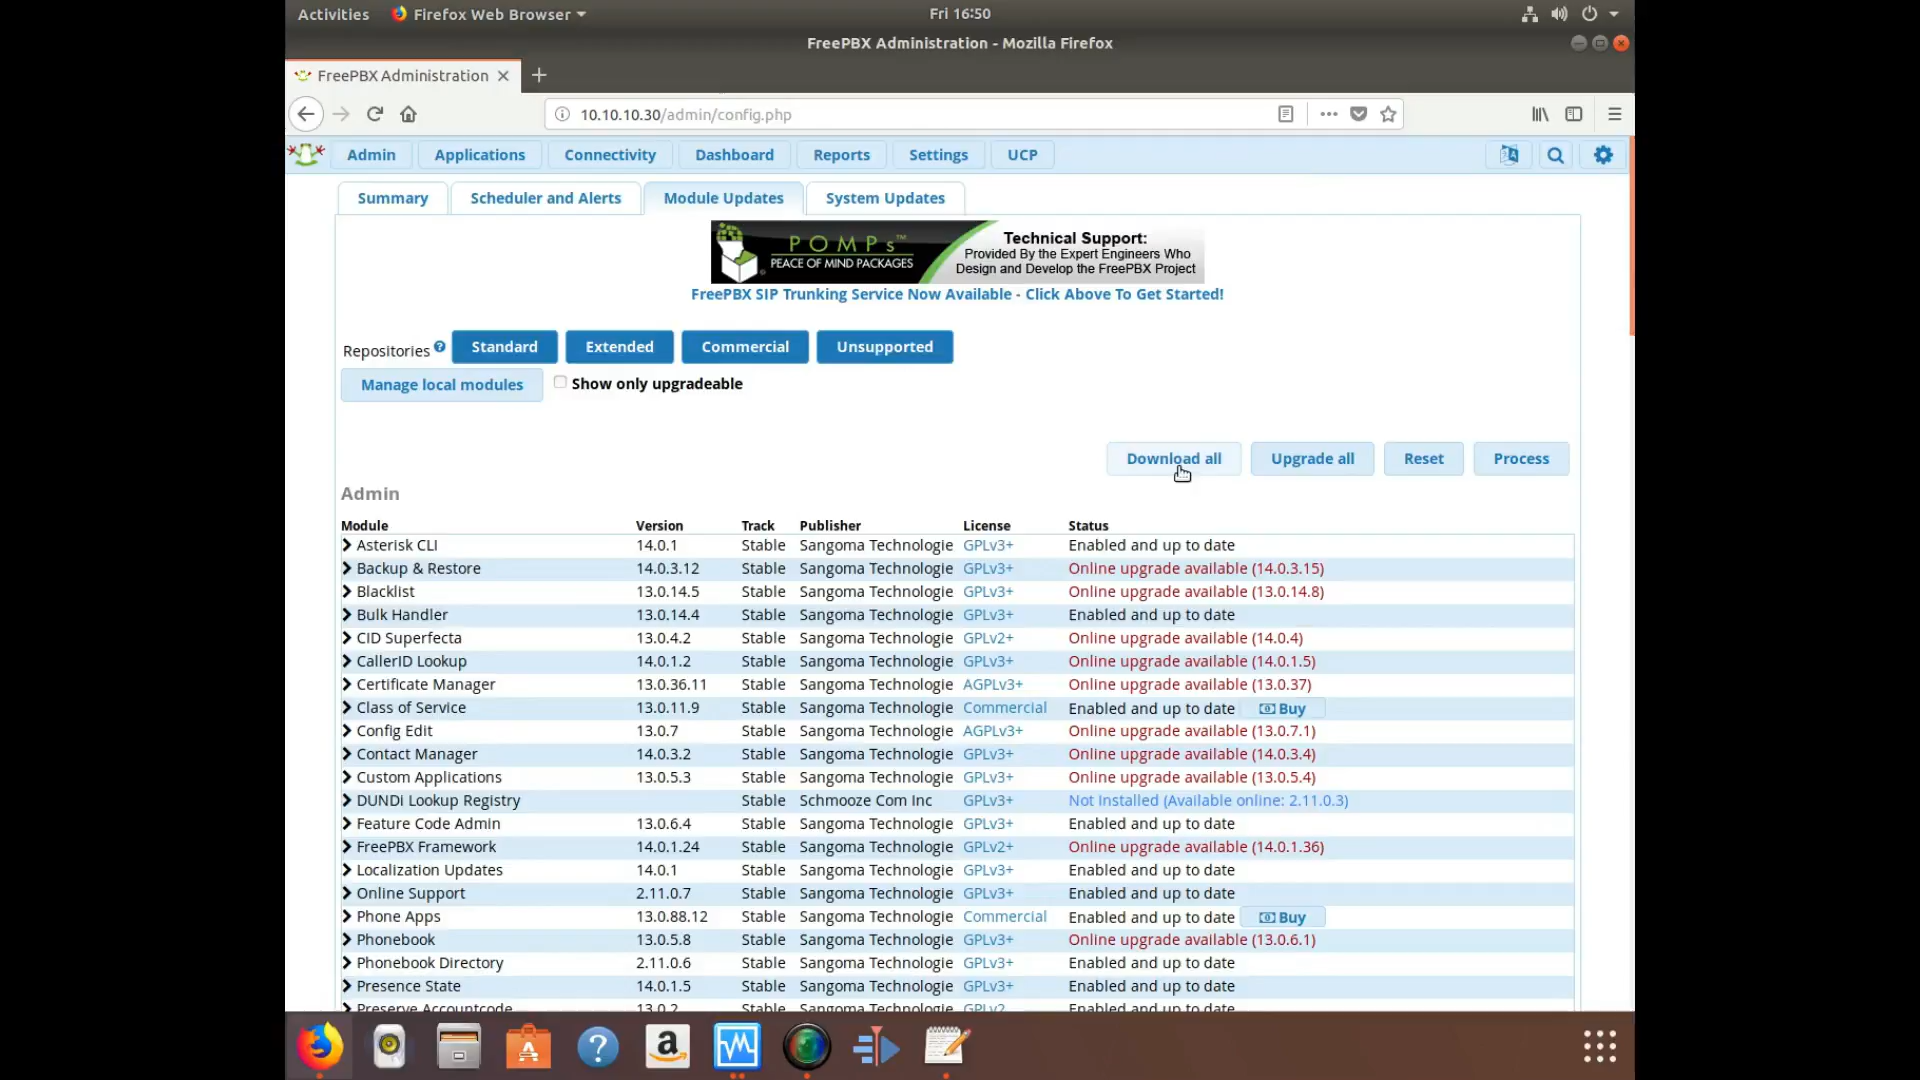 Activities Firefox Web Browser Fri 16:50
FreePBX Administration - Mozilla Firefox
FreePBX Administration
10.10.10.30/admin/config.php
Admin Applications Connectivity Dashboard Reports Settings UCP
Summary Scheduler and Alerts Module Updates System Updates
POMPs™
PEACE OF MIND PACKAGES
Technical Support:
Provided By the Expert Engineers Who
Design and Develop the FreePBX Project
FreePBX SIP Trunking Service Now Available - Click Above To Get Started!
Repositories ? Standard Extended Commercial Unsupported
Manage local modules Show only upgradeable
Download all Upgrade all Reset Process
Admin
Module Version Track Publisher License Status
Asterisk CLI 14.0.1 Stable Sangoma Technologie GPLv3+ Enabled and up to date
Backup & Restore 14.0.3.12 Stable Sangoma Technologie GPLv3+ Online upgrade available (14.0.3.15)
Blacklist 13.0.14.5 Stable Sangoma Technologie GPLv3+ Online upgrade available (13.0.14.8)
Bulk Handler 13.0.14.4 Stable Sangoma Technologie GPLv3+ Enabled and up to date
CID Superfecta 13.0.4.2 Stable Sangoma Technologie GPLv2+ Online upgrade available (14.0.4)
CallerID Lookup 14.0.1.2 Stable Sangoma Technologie GPLv3+ Online upgrade available (14.0.1.5)
Certificate Manager 13.0.36.11 Stable Sangoma Technologie AGPLv3+ Online upgrade available (13.0.37)
Class of Service 13.0.11.9 Stable Sangoma Technologie Commercial Enabled and up to date Buy
Config Edit 13.0.7 Stable Sangoma Technologie AGPLv3+ Online upgrade available (13.0.7.1)
Contact Manager 14.0.3.2 Stable Sangoma Technologie GPLv3+ Online upgrade available (14.0.3.4)
Custom Applications 13.0.5.3 Stable Sangoma Technologie GPLv3+ Online upgrade available (13.0.5.4)
DUNDi Lookup Registry Stable Schmooze Com Inc GPLv3+ Not Installed (Available online: 2.11.0.3)
Feature Code Admin 13.0.6.4 Stable Sangoma Technologie GPLv3+ Enabled and up to date
FreePBX Framework 14.0.1.24 Stable Sangoma Technologie GPLv2+ Online upgrade available (14.0.1.36)
Localization Updates 14.0.1 Stable Sangoma Technologie GPLv3+ Enabled and up to date
Online Support 2.11.0.7 Stable Sangoma Technologie GPLv3+ Enabled and up to date
Phone Apps 13.0.88.12 Stable Sangoma Technologie Commercial Enabled and up to date Buy
Phonebook 13.0.5.8 Stable Sangoma Technologie GPLv3+ Online upgrade available (13.0.6.1)
Phonebook Directory 2.11.0.6 Stable Sangoma Technologie GPLv3+ Enabled and up to date
Presence State 14.0.1.5 Stable Sangoma Technologie GPLv3+ Enabled and up to date
Preserve Accountcode 13.0.2 Stable Sangoma Technologie GPLv2 Enabled and up to date